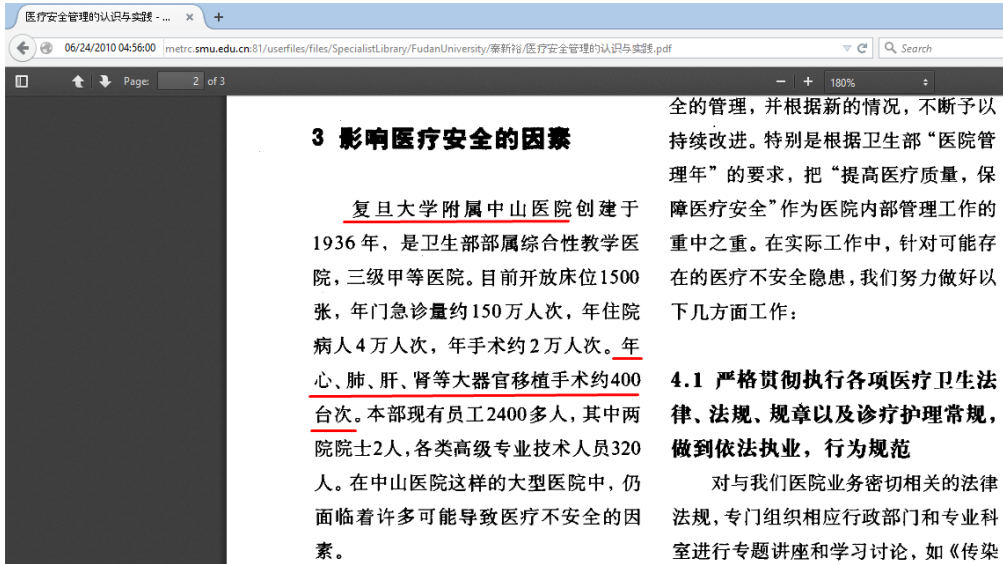 医疗安全管理的认识与实践 - ... × +
06/24/2010 04:56:00 metrc.smu.edu.cn:81/userfiles/files/SpecialistLibrary/FudanUniversity/秦新裕/医疗安全管理的认识与实践.pdf Search
Page: 2 of 3 − + 180%
3 影响医疗安全的因素
复旦大学附属中山医院创建于
1936年，是卫生部部属综合性教学医
院，三级甲等医院。目前开放床位1500
张，年门急诊量约150万人次，年住院
病人4万人次，年手术约2万人次。年
心、肺、肝、肾等大器官移植手术约400
台次。本部现有员工2400多人，其中两
院院士2人，各类高级专业技术人员320
人。在中山医院这样的大型医院中，仍
面临着许多可能导致医疗不安全的因
素。
全的管理，并根据新的情况，不断予以
持续改进。特别是根据卫生部“医院管
理年”的要求，把“提高医疗质量，保
障医疗安全”作为医院内部管理工作的
重中之重。在实际工作中，针对可能存
在的医疗不安全隐患，我们努力做好以
下几方面工作：
4.1 严格贯彻执行各项医疗卫生法
律、法规、规章以及诊疗护理常规，
做到依法执业，行为规范
对与我们医院业务密切相关的法律
法规，专门组织相应行政部门和专业科
室进行专题讲座和学习讨论，如《传染